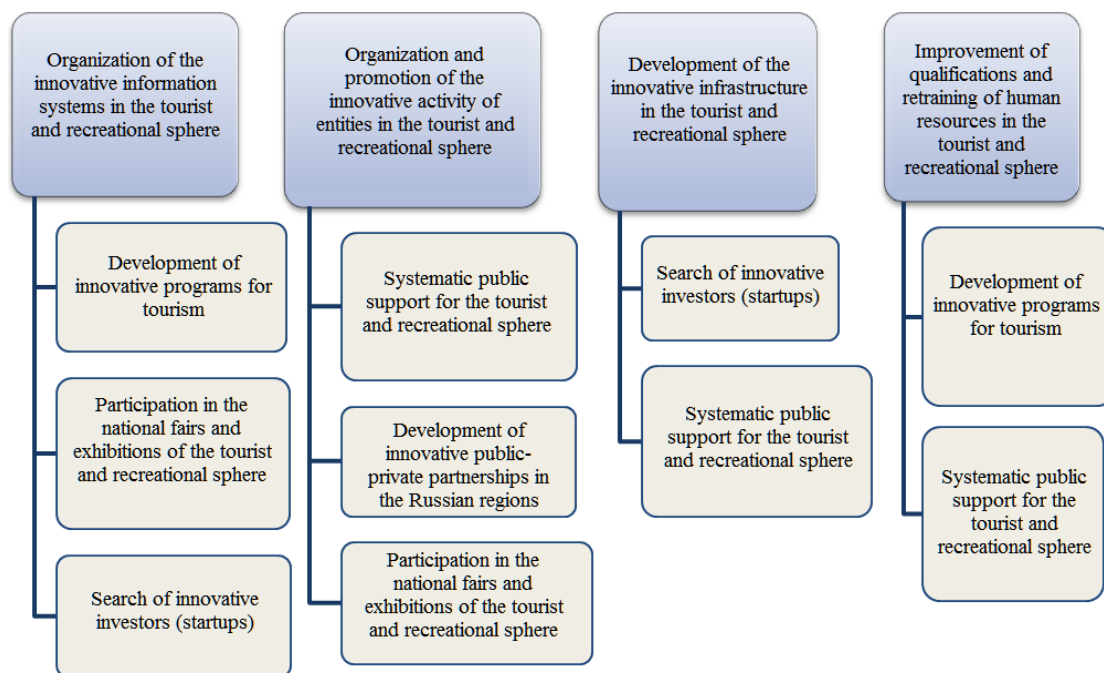 Organization of the
innovative information
systems in the tourist
and recreational sphere
Development of
innovative programs for
tourism
Participation in the
national fairs and
exhibitions of the tourist
and recreational sphere
Search of innovative
investors (startups)
Organization and
promotion of the
innovative activity of
entities in the tourist and
recreational sphere
Systematic public
support for the tourist
and recreational sphere
Development of
innovative public-
private partnerships in
the Russian regions
Participation in the
national fairs and
exhibitions of the tourist
and recreational sphere
Development of the
innovative infrastructure
in the tourist and
recreational sphere
Search of innovative
investors (startups)
Systematic public
support for the tourist
and recreational sphere
Improvement of
qualifications and
retraining of human
resources in the
tourist and
recreational sphere
Development of
innovative programs
for tourism
Systematic public
support for the
tourist and
recreational sphere